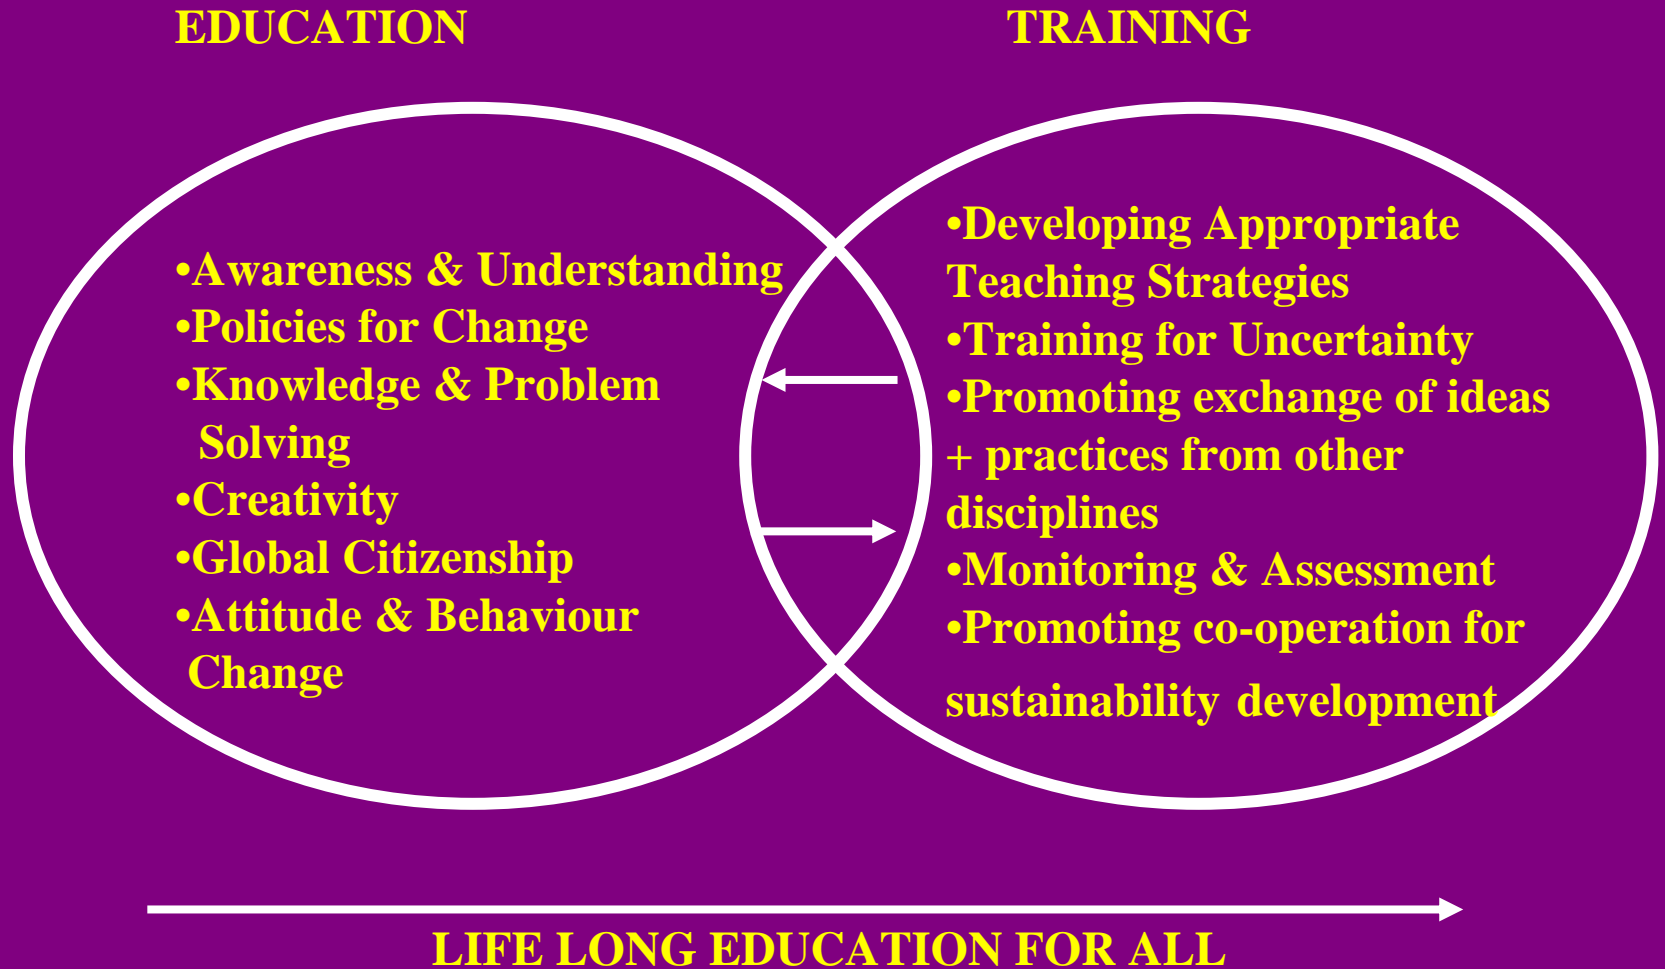 EDUCATION
TRAINING
•Awareness & Understanding
•Policies for Change
•Knowledge & Problem
Solving
•Creativity
•Global Citizenship
•Attitude & Behaviour
Change
•Developing Appropriate
Teaching Strategies
•Training for Uncertainty
•Promoting exchange of ideas
+ practices from other
disciplines
•Monitoring & Assessment
•Promoting co-operation for
sustainability development
LIFE LONG EDUCATION FOR ALL